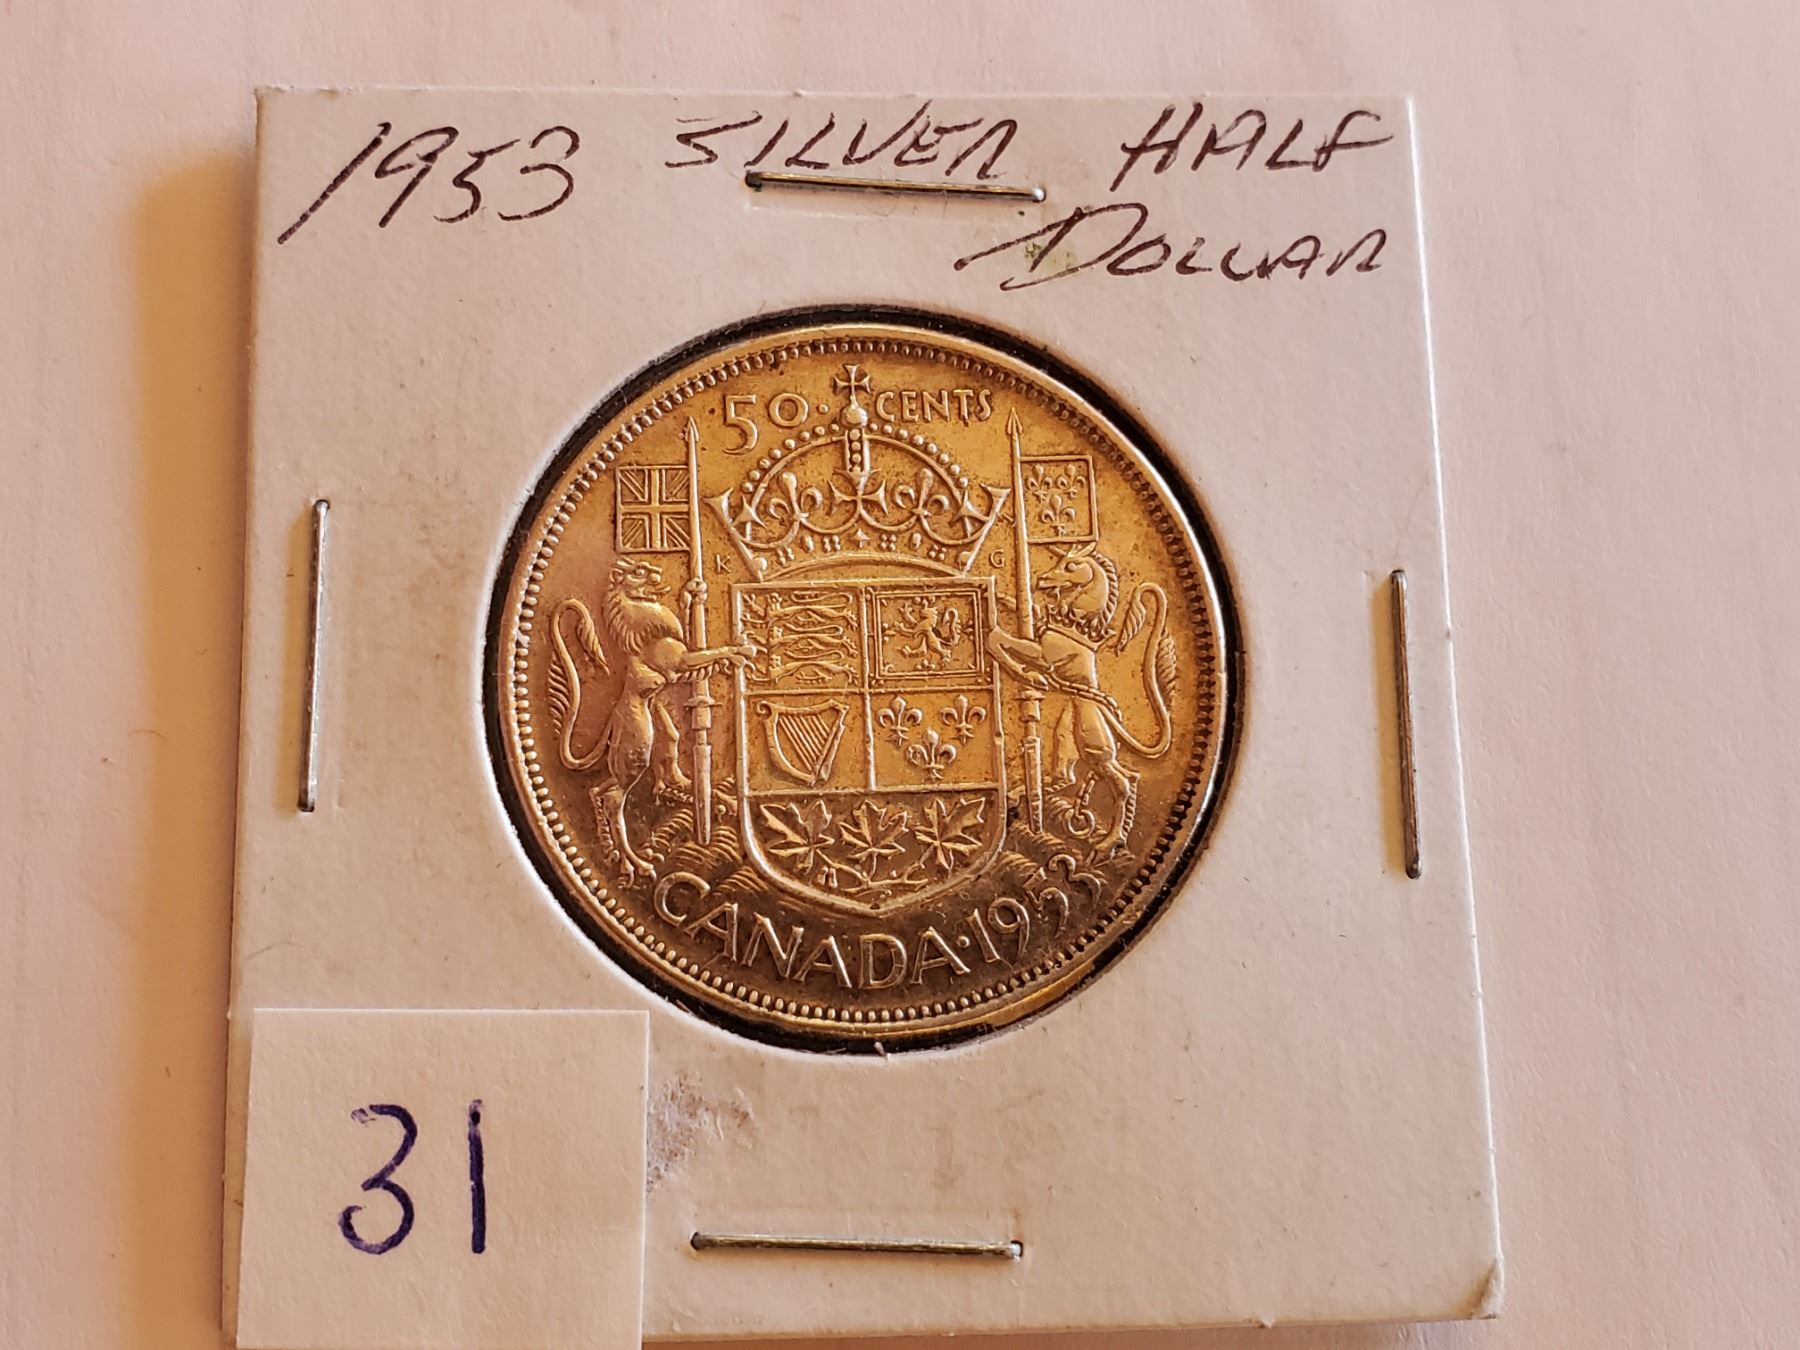 1953 SILVER HALF
DOLLAR
50 · CENTS
K G
CANADA · 1953
31